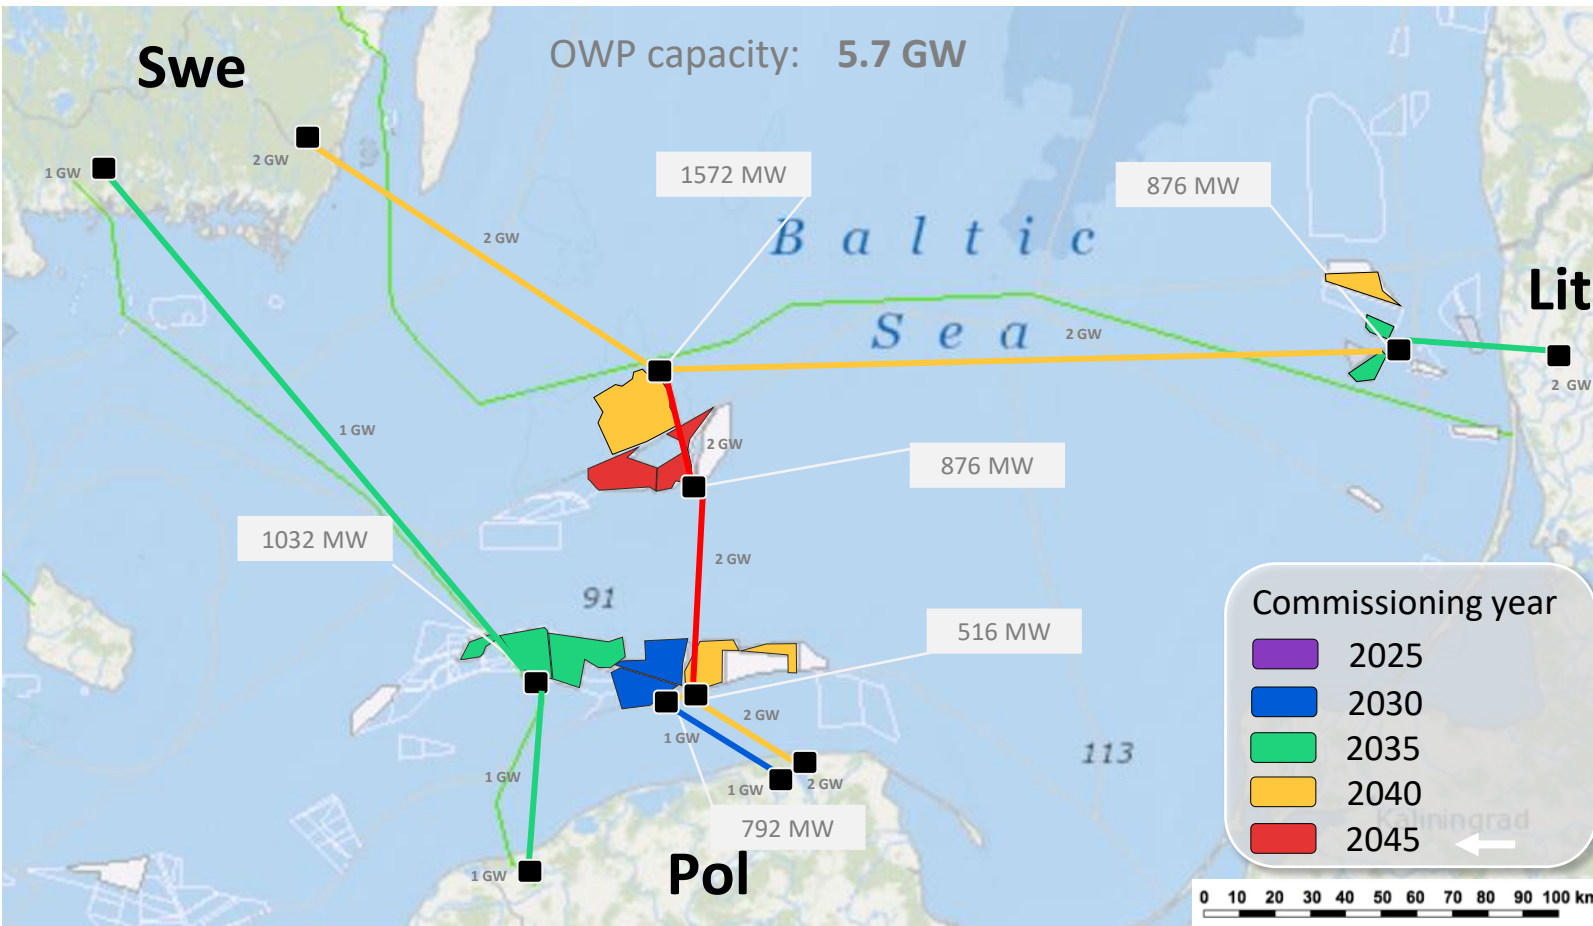 Swe
OWP capacity: 5.7 GW
1572 MW
876 MW
1 GW
2 GW
2 GW
Baltic
Sea
2 GW
Lit
2 GW
1 GW
2 GW
876 MW
1032 MW
2 GW
91
516 MW
2 GW
1 GW
113
1 GW
1 GW
2 GW
792 MW
1 GW
Pol
Commissioning year
2025
2030
2035
2040
Kaliningrad
2045
0 10 20 30 40 50 60 70 80 90 100 km